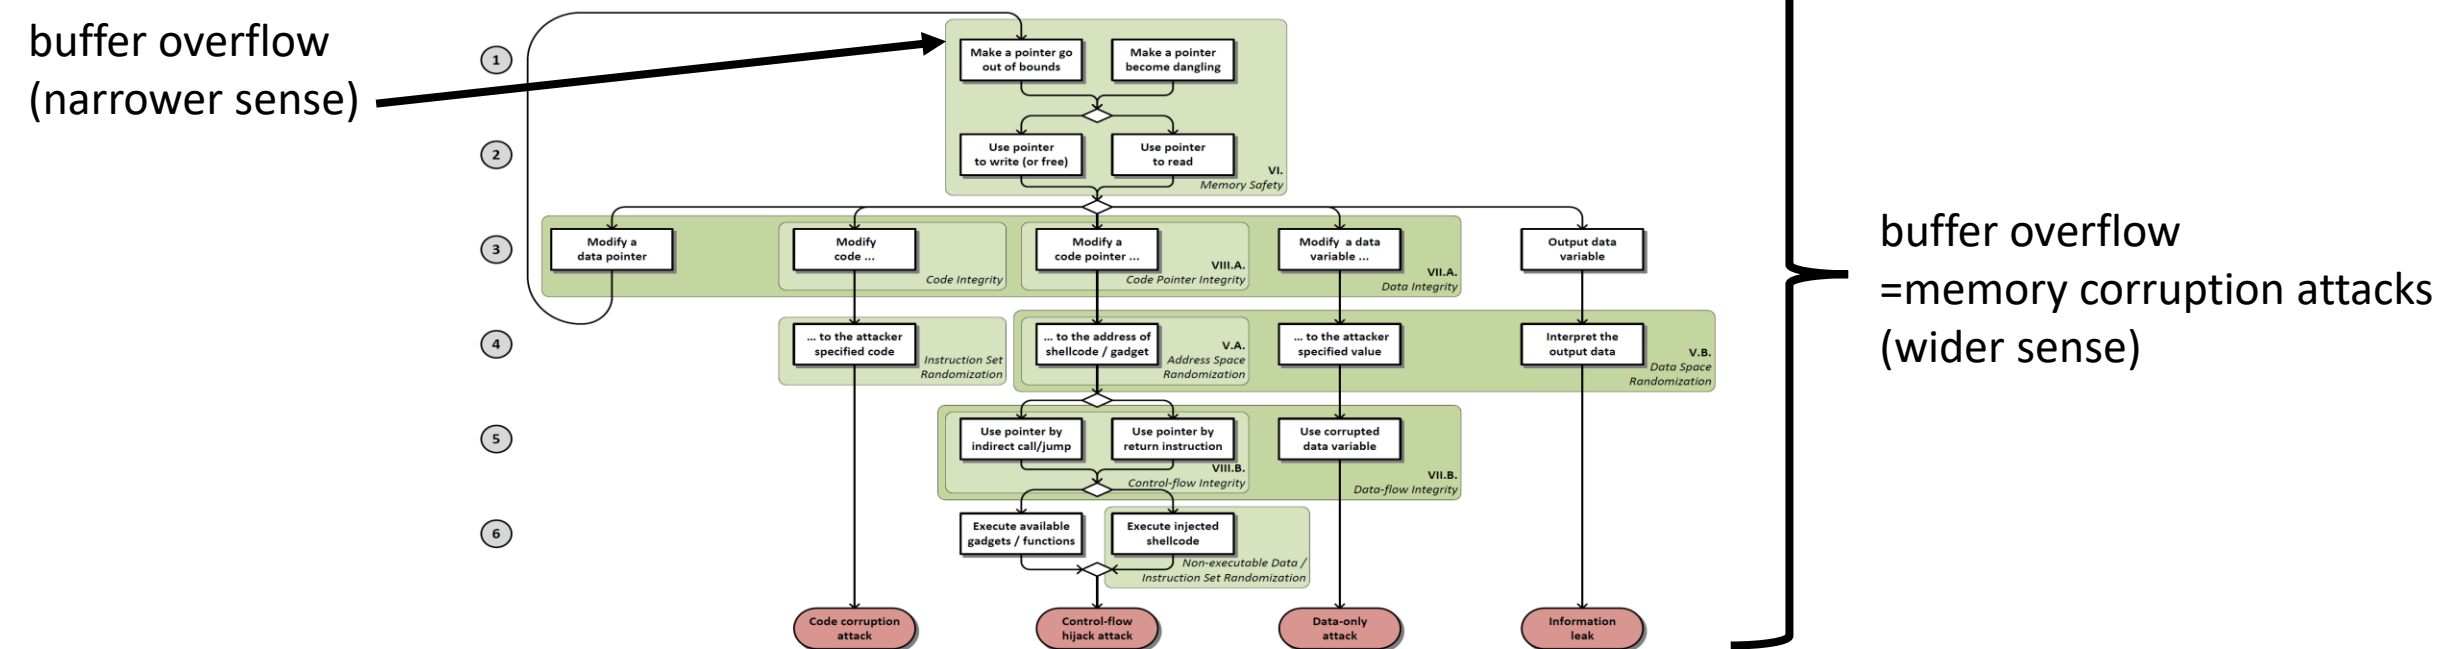 buffer overflow
(narrower sense)
1
Make a pointer go
out of bounds
Make a pointer
become dangling
2
Use pointer
to write (or free)
Use pointer
to read
VI.
Memory Safety
3
Modify a
data pointer
Modify
code ...
Code Integrity
Modify a
code pointer ...
VIII.A.
Code Pointer Integrity
Modify a data
variable ...
VII.A.
Data Integrity
Output data
variable
4
... to the attacker
specified code
Instruction Set
Randomization
... to the address of
shellcode / gadget
V.A.
Address Space
Randomization
... to the attacker
specified value
Interpret the
output data
V.B.
Data Space
Randomization
5
Use pointer by
indirect call/jump
Use pointer by
return instruction
VIII.B.
Control-flow Integrity
Use corrupted
data variable
VII.B.
Data-flow Integrity
6
Execute available
gadgets / functions
Execute injected
shellcode
Non-executable Data /
Instruction Set Randomization
Code corruption
attack
Control-flow
hijack attack
Data-only
attack
Information
leak
buffer overflow
=memory corruption attacks
(wider sense)